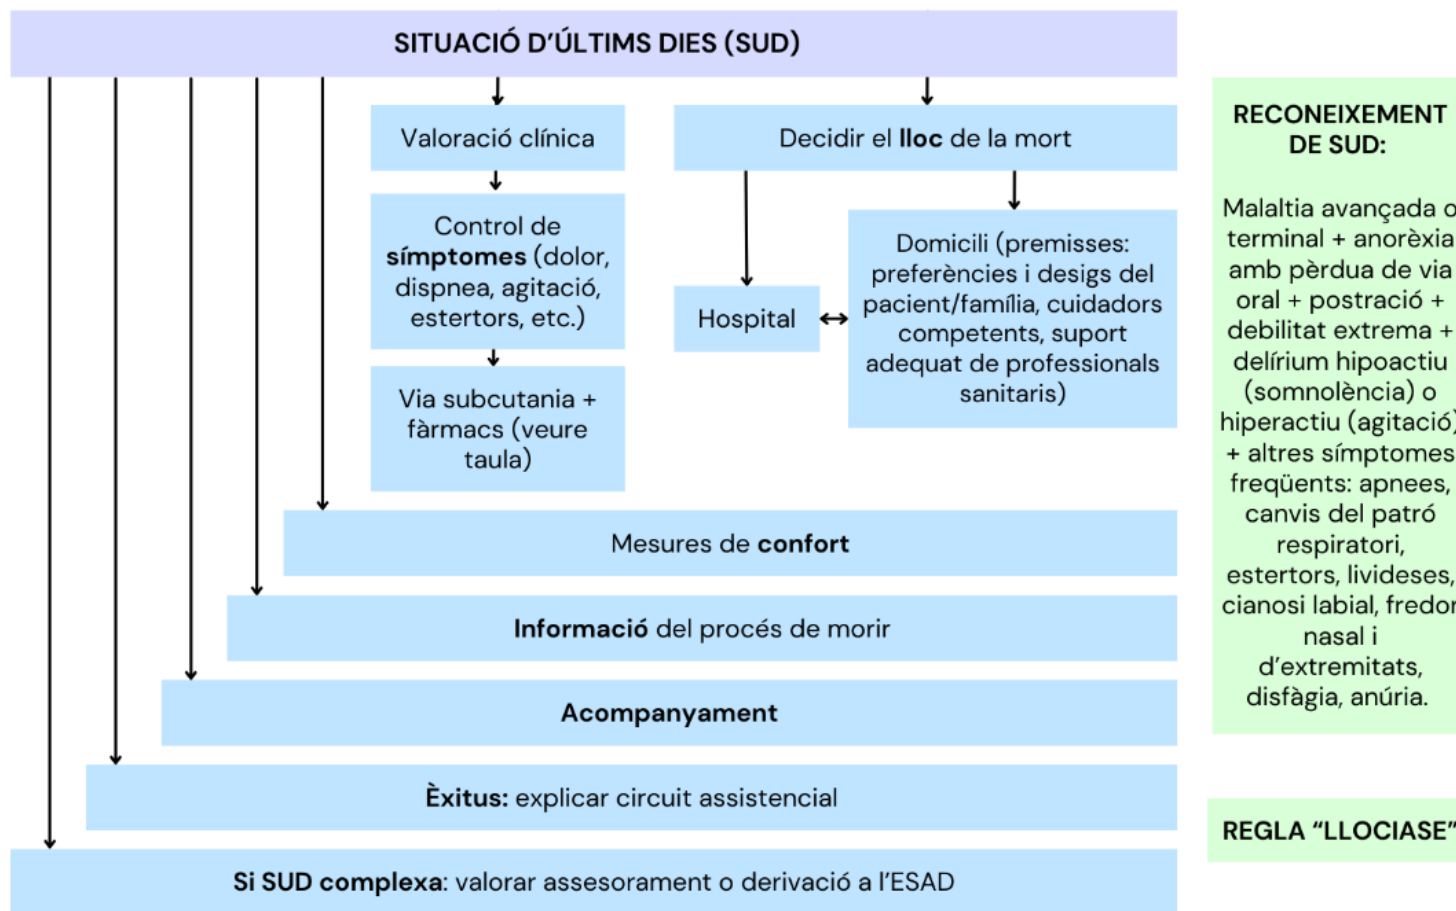 SITUACIÓ D'ÚLTIMS DIES (SUD)
Valoració clínica
Control de
símptomes (dolor,
dispnea, agitació,
estertors, etc.)
Via subcutania +
fàrmacs (veure
taula)
Decidir el lloc de la mort
Hospital
Domicili (premisses:
preferències i desigs del
pacient/família, cuidadors
competents, suport
adequat de professionals
sanitaris)
Mesures de confort
Informació del procés de morir
Acompanyament
Èxitus: explicar circuit assistencial
Si SUD complexa: valorar assesorament o derivació a l'ESAD
RECONEIXEMENT
DE SUD:
Malaltia avançada o
terminal + anorèxia
amb pèrdua de via
oral + postració +
debilitat extrema +
delírium hipoactiu
(somnolència) o
hiperactiu (agitació)
+ altres símptomes
freqüents: apnees,
canvis del patró
respiratori,
estertors, livideses,
cianosi labial, fredor
nasal i
d'extremitats,
disfàgia, anúria.
REGLA "LLOCIASE"